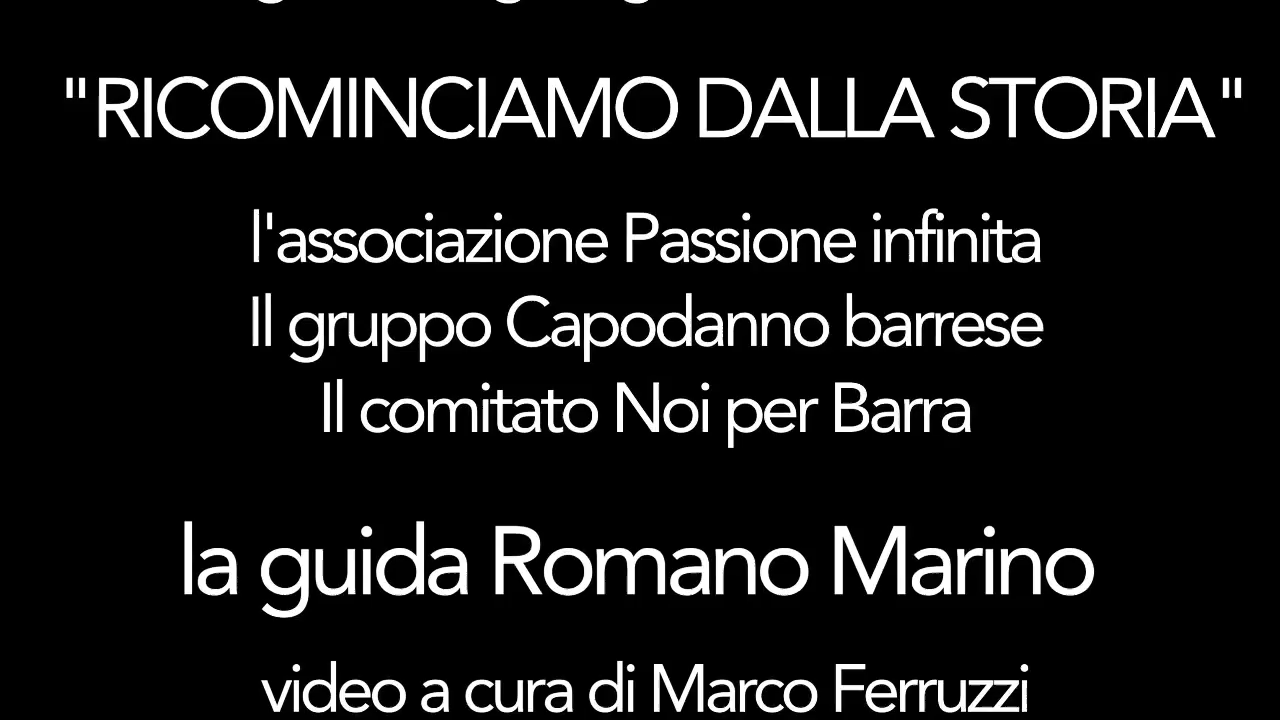 "RICOMINCIAMO DALLA STORIA"
l'associazione Passione infinita
Il gruppo Capodanno barrese
Il comitato Noi per Barra
la guida Romano Marino
video a cura di Marco Ferruzzi